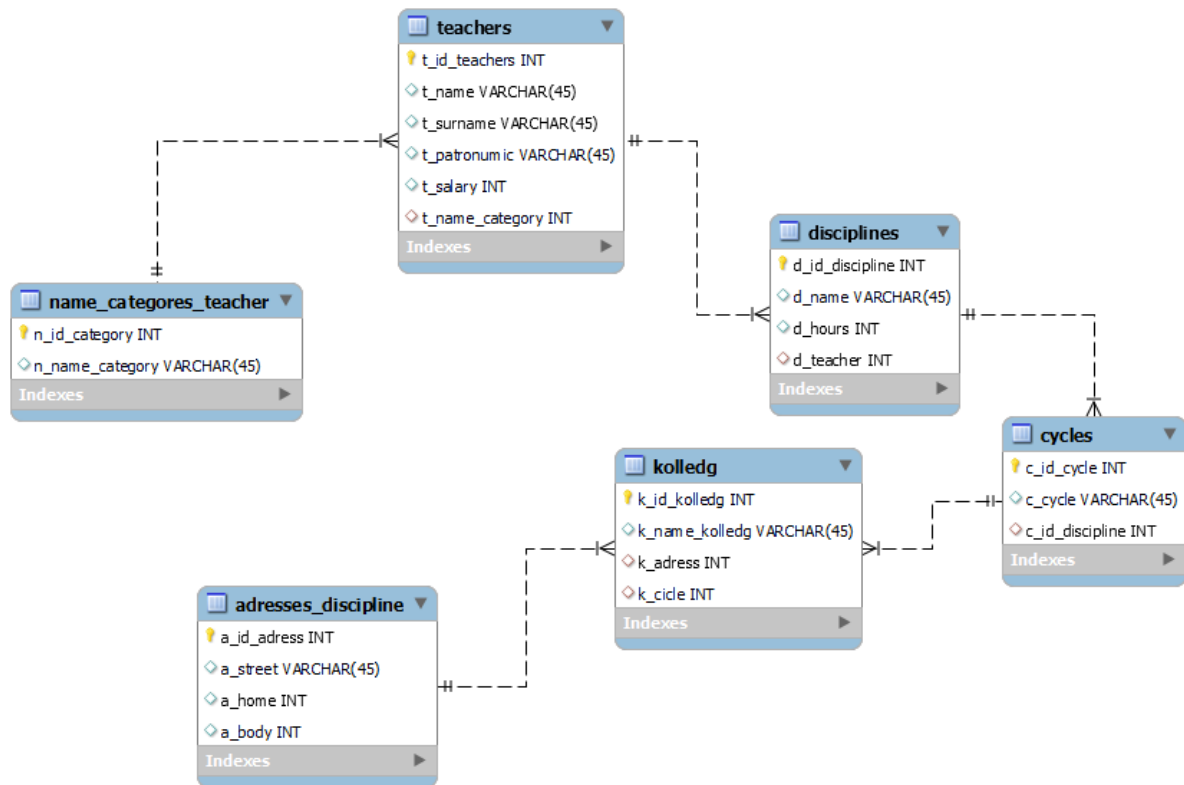 teachers
t_id_teachers INT
t_name VARCHAR(45)
t_surname VARCHAR(45)
t_patronumic VARCHAR(45)
t_salary INT
t_name_category INT
Indexes
disciplines
d_id_discipline INT
d_name VARCHAR(45)
d_hours INT
d_teacher INT
Indexes
name_categores_teacher
n_id_category INT
n_name_category VARCHAR(45)
Indexes
cycles
c_id_cycle INT
c_cycle VARCHAR(45)
c_id_discipline INT
Indexes
kolledg
k_id_kolledg INT
k_name_kolledg VARCHAR(45)
k_adress INT
k_cicle INT
Indexes
adresses_discipline
a_id_adress INT
a_street VARCHAR(45)
a_home INT
a_body INT
Indexes